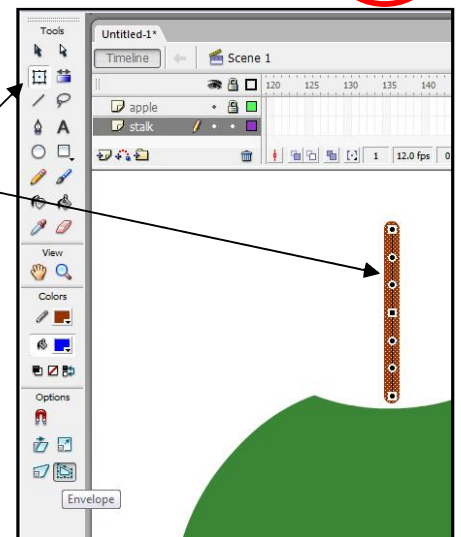 Tools
Untitled-1*
Timeline
Scene 1
120 125 130 135 140
apple
stalk
1 12.0 fps 0
A
View
Colors
Options
Envelope